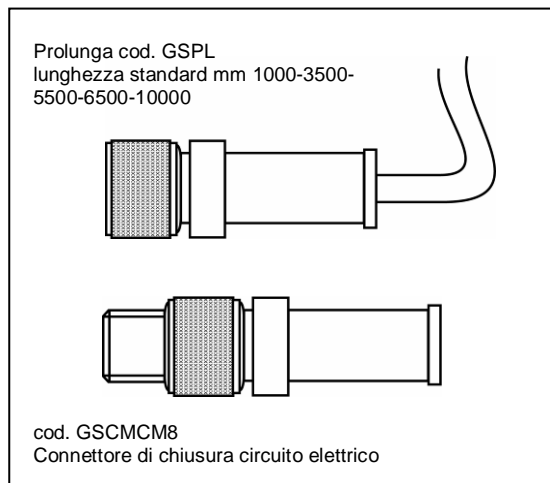 Prolunga cod. GSPL
lunghezza standard mm 1000-3500-
5500-6500-10000
cod. GSCMCM8
Connettore di chiusura circuito elettrico